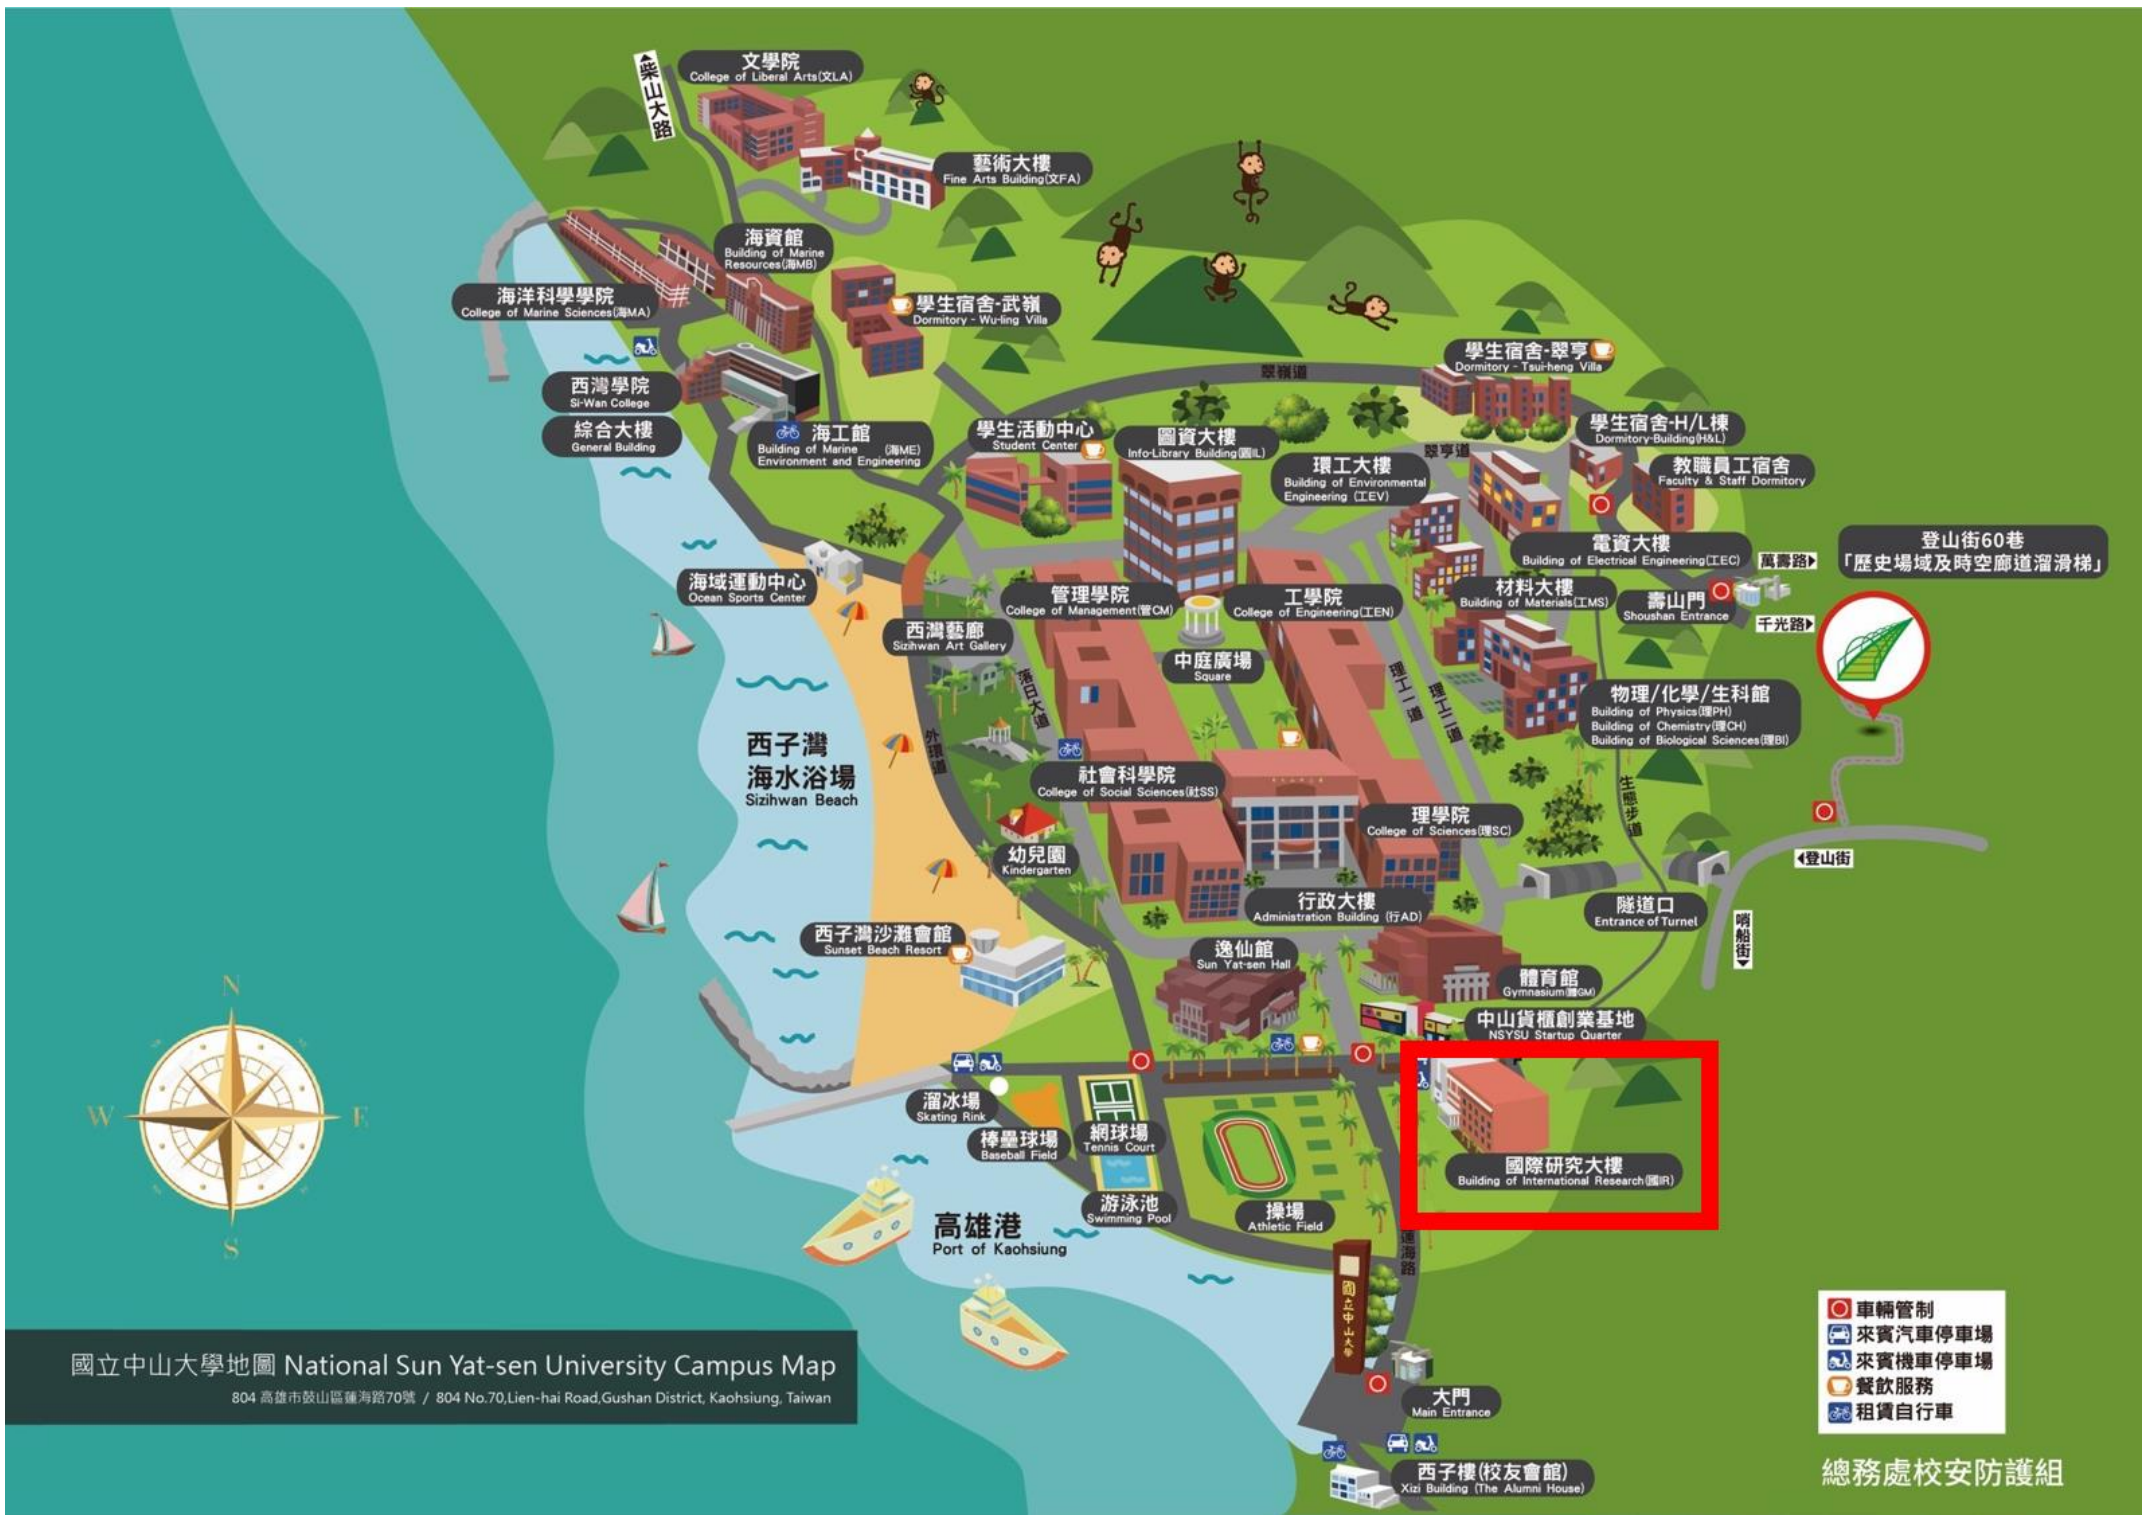 ▲柴山大路
文學院
College of Liberal Arts(文LA)
藝術大樓
Fine Arts Building(文FA)
海資館
Building of Marine
Resources(海MB)
海洋科學學院
College of Marine Sciences(海MA)
學生宿舍-武嶺
Dormitory - Wu-ling Villa
西灣學院
Si-Wan College
綜合大樓
General Building
海工館
Building of Marine (海ME)
Environment and Engineering
翠嶺道
學生宿舍-翠亨
Dormitory - Tsui-heng Villa
學生活動中心
Student Center
圖資大樓
Info-Library Building(圖IL)
環工大樓
Building of Environmental
Engineering (工EV)
翠亨道
學生宿舍-H/L棟
Dormitory-Building(H&L)
教職員工宿舍
Faculty & Staff Dormitory
電資大樓
Building of Electrical Engineering(工EC)
萬壽路▶
登山街60巷
「歷史場域及時空廊道溜滑梯」
海域運動中心
Ocean Sports Center
管理學院
College of Management(管CM)
工學院
College of Engineering(工EN)
材料大樓
Building of Materials(工MS)
壽山門
Shoushan Entrance
千光路▶
西灣藝廊
Sizihwan Art Gallery
中庭廣場
Square
落日大道
理工一道
理工二道
物理/化學/生科館
Building of Physics(理PH)
Building of Chemistry(理CH)
Building of Biological Sciences(理BI)
西子灣
海水浴場
Sizihwan Beach
外環道
社會科學院
College of Social Sciences(社SS)
理學院
College of Sciences(理SC)
生態步道
幼兒園
Kindergarten
◀登山街
行政大樓
Administration Building (行AD)
隧道口
Entrance of Turnel
哨船街▼
西子灣沙灘會館
Sunset Beach Resort
逸仙館
Sun Yat-sen Hall
體育館
Gymnasium(體GM)
中山貨櫃創業基地
NSYSU Startup Quarter
N
W
E
S
溜冰場
Skating Rink
棒壘球場
Baseball Field
網球場
Tennis Court
游泳池
Swimming Pool
操場
Athletic Field
國際研究大樓
Building of International Research(國IR)
高雄港
Port of Kaohsiung
蓮海路
國立中山大學
大門
Main Entrance
西子樓(校友會館)
Xizi Building (The Alumni House)
國立中山大學地圖 National Sun Yat-sen University Campus Map
804 高雄市鼓山區蓮海路70號 / 804 No.70,Lien-hai Road,Gushan District, Kaohsiung, Taiwan
車輛管制
來賓汽車停車場
來賓機車停車場
餐飲服務
租賃自行車
總務處校安防護組